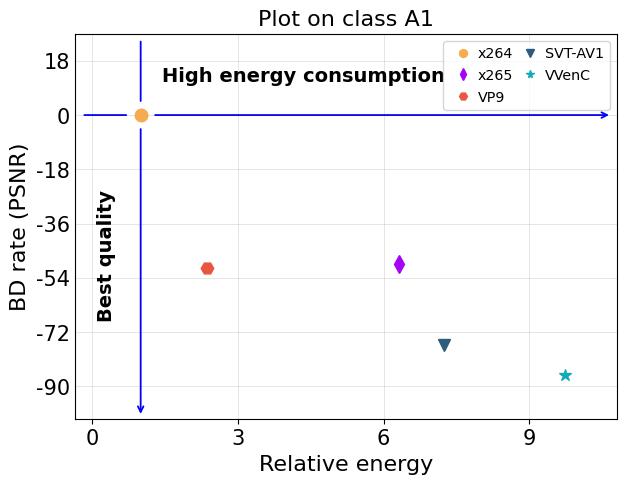 Plot on class A1
x264
x265
VP9
SVT-AV1
VVenC
High energy consumption
Best quality
18
0
-18
-36
-54
-72
-90
BD rate (PSNR)
0
3
6
9
Relative energy